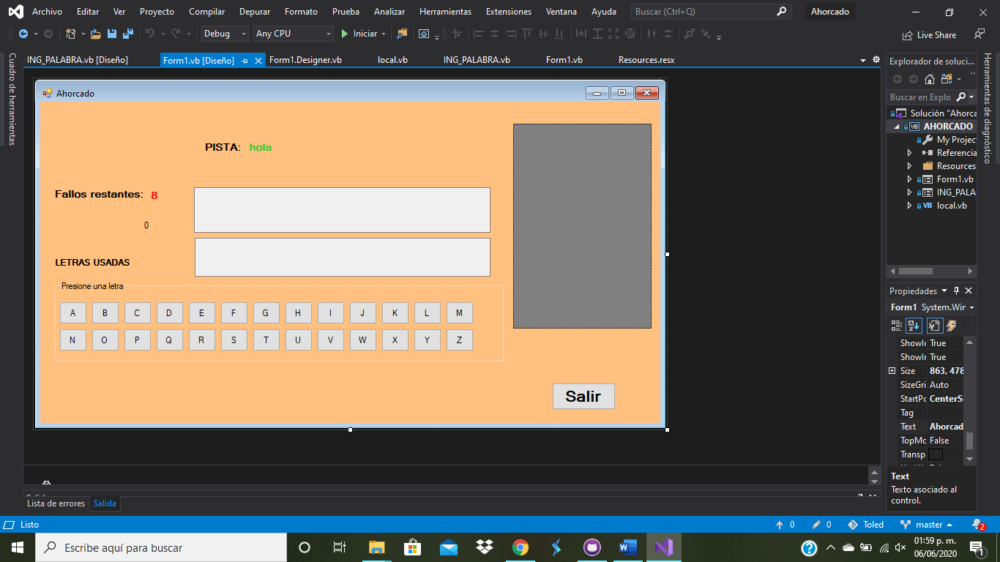 Archivo Editar Ver Proyecto Compilar Depurar Formato Prueba Analizar Herramientas Extensiones Ventana Ayuda Buscar (Ctrl+Q) Ahorcado
Debug Any CPU Iniciar Live Share
ING_PALABRA.vb [Diseño] Form1.vb [Diseño] Form1.Designer.vb local.vb ING_PALABRA.vb Form1.vb Resources.resx
Cuadro de herramientas
Ahorcado
PISTA: hola
Fallos restantes: 8
0
LETRAS USADAS
Presione una letra
A B C D E F G H I J K L M
N O P Q R S T U V W X Y Z
Salir
Explorador de soluci...
Buscar en Explo
Solución "Ahorca
AHORCADO
My Projec
Referencia
Resources
Form1.vb
ING_PALA
local.vb
Herramientas de diagnóstico
Propiedades
Form1 System.Wir
ShowIc True
ShowIn True
Size 863, 478
SizeGri Auto
StartPo CenterSc
Tag
Text Ahorcad
TopMo False
Transp
Text
Texto asociado al
control.
Lista de errores Salida
Listo 0 0 Toled master 2
Escribe aquí para buscar
01:59 p. m.
06/06/2020
1